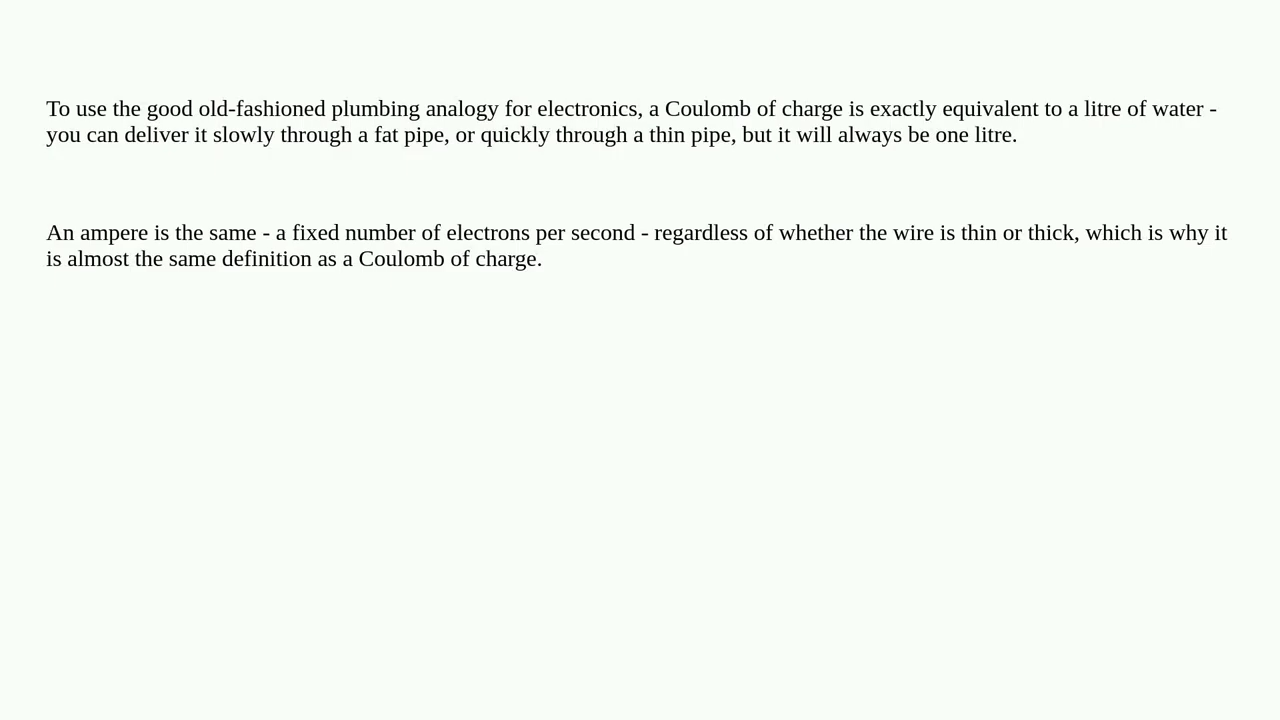 To use the good old-fashioned plumbing analogy for electronics, a Coulomb of charge is exactly equivalent to a litre of water -
you can deliver it slowly through a fat pipe, or quickly through a thin pipe, but it will always be one litre.
An ampere is the same - a fixed number of electrons per second - regardless of whether the wire is thin or thick, which is why it
is almost the same definition as a Coulomb of charge.